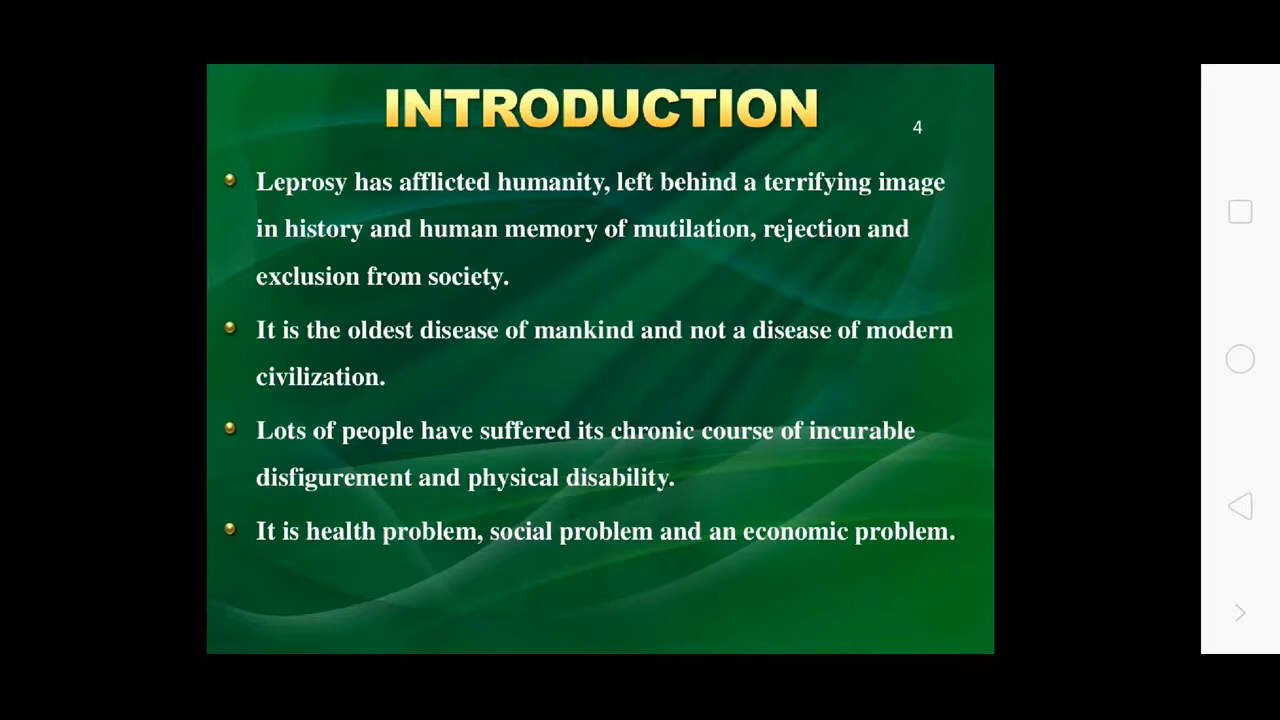 INTRODUCTION
4
Leprosy has afflicted humanity, left behind a terrifying image
in history and human memory of mutilation, rejection and
exclusion from society.
It is the oldest disease of mankind and not a disease of modern
civilization.
Lots of people have suffered its chronic course of incurable
disfigurement and physical disability.
It is health problem, social problem and an economic problem.